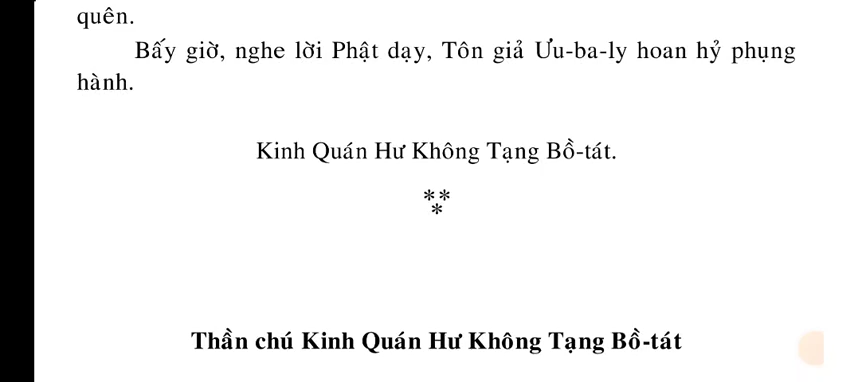 quên.
Bấy giờ, nghe lời Phật dạy, Tôn giả Ưu-ba-ly hoan hỷ phụng
hành.
Kinh Quán Hư Không Tạng Bồ-tát.
**
*
Thần chú Kinh Quán Hư Không Tạng Bồ-tát